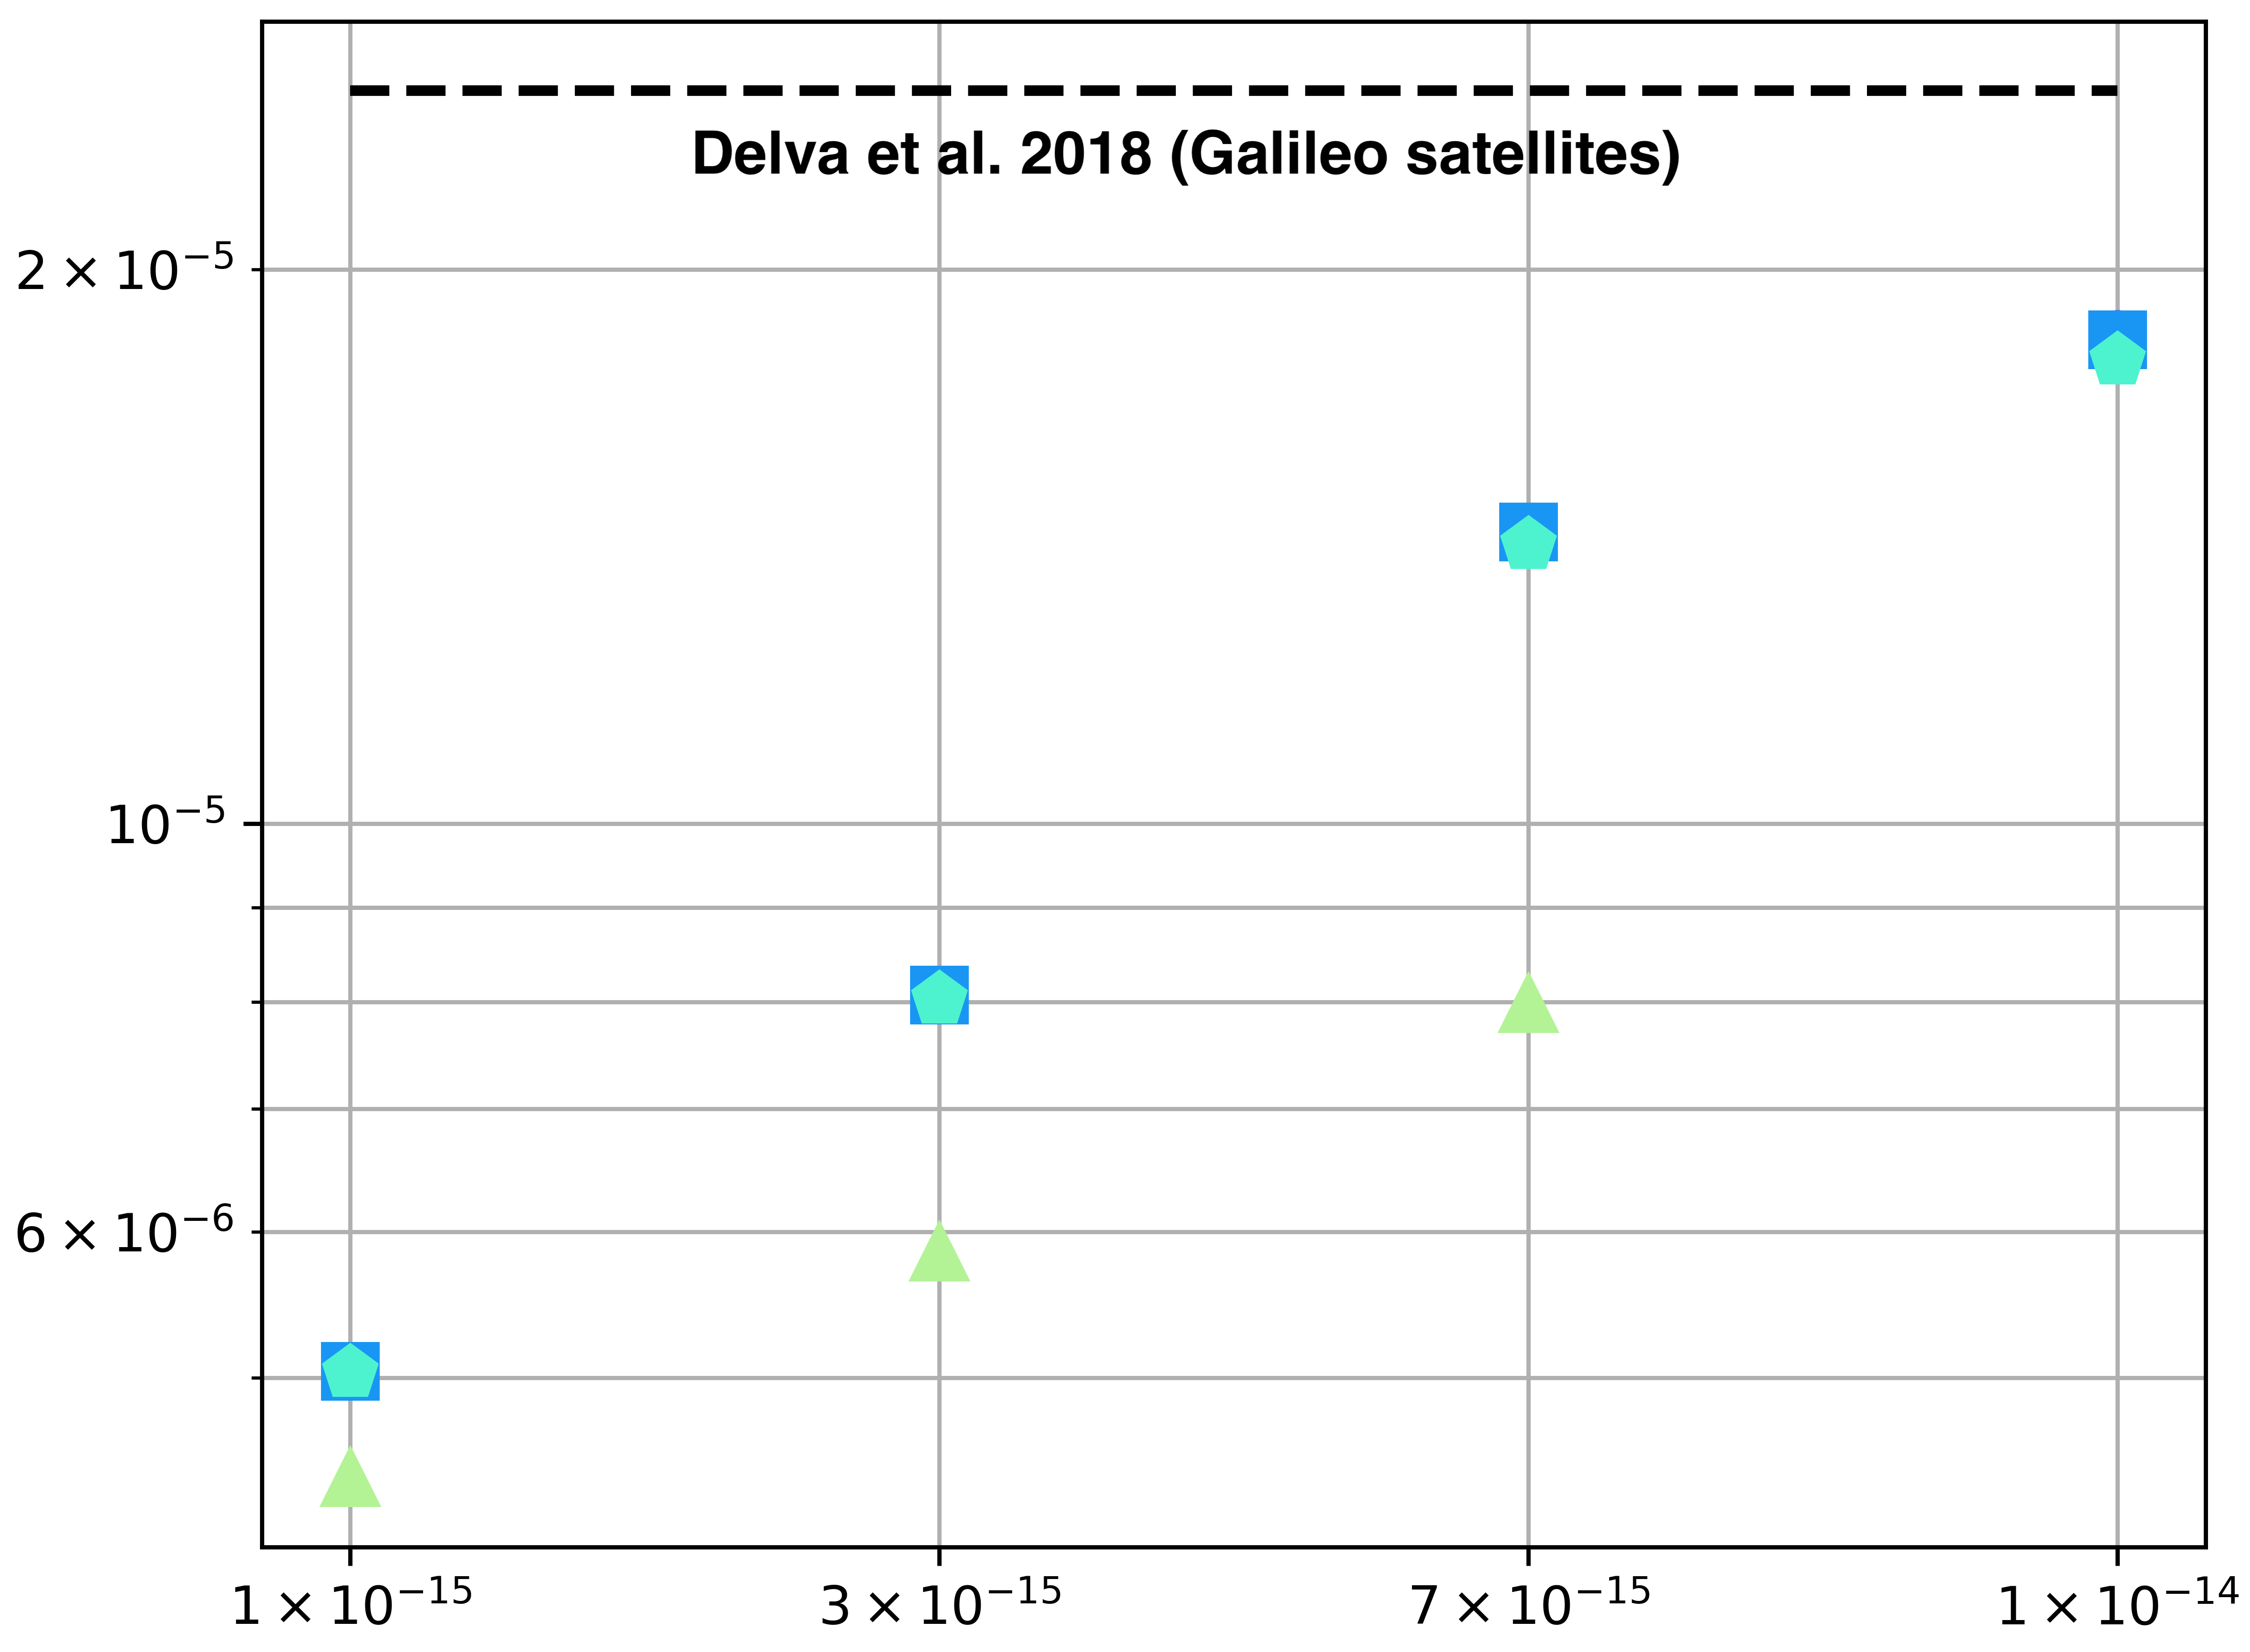 Delva et al. 2018 (Galileo satellites)
2 × 10⁻⁵
10⁻⁵
6 × 10⁻⁶
1 × 10⁻¹⁵ 3 × 10⁻¹⁵ 7 × 10⁻¹⁵ 1 × 10⁻¹⁴